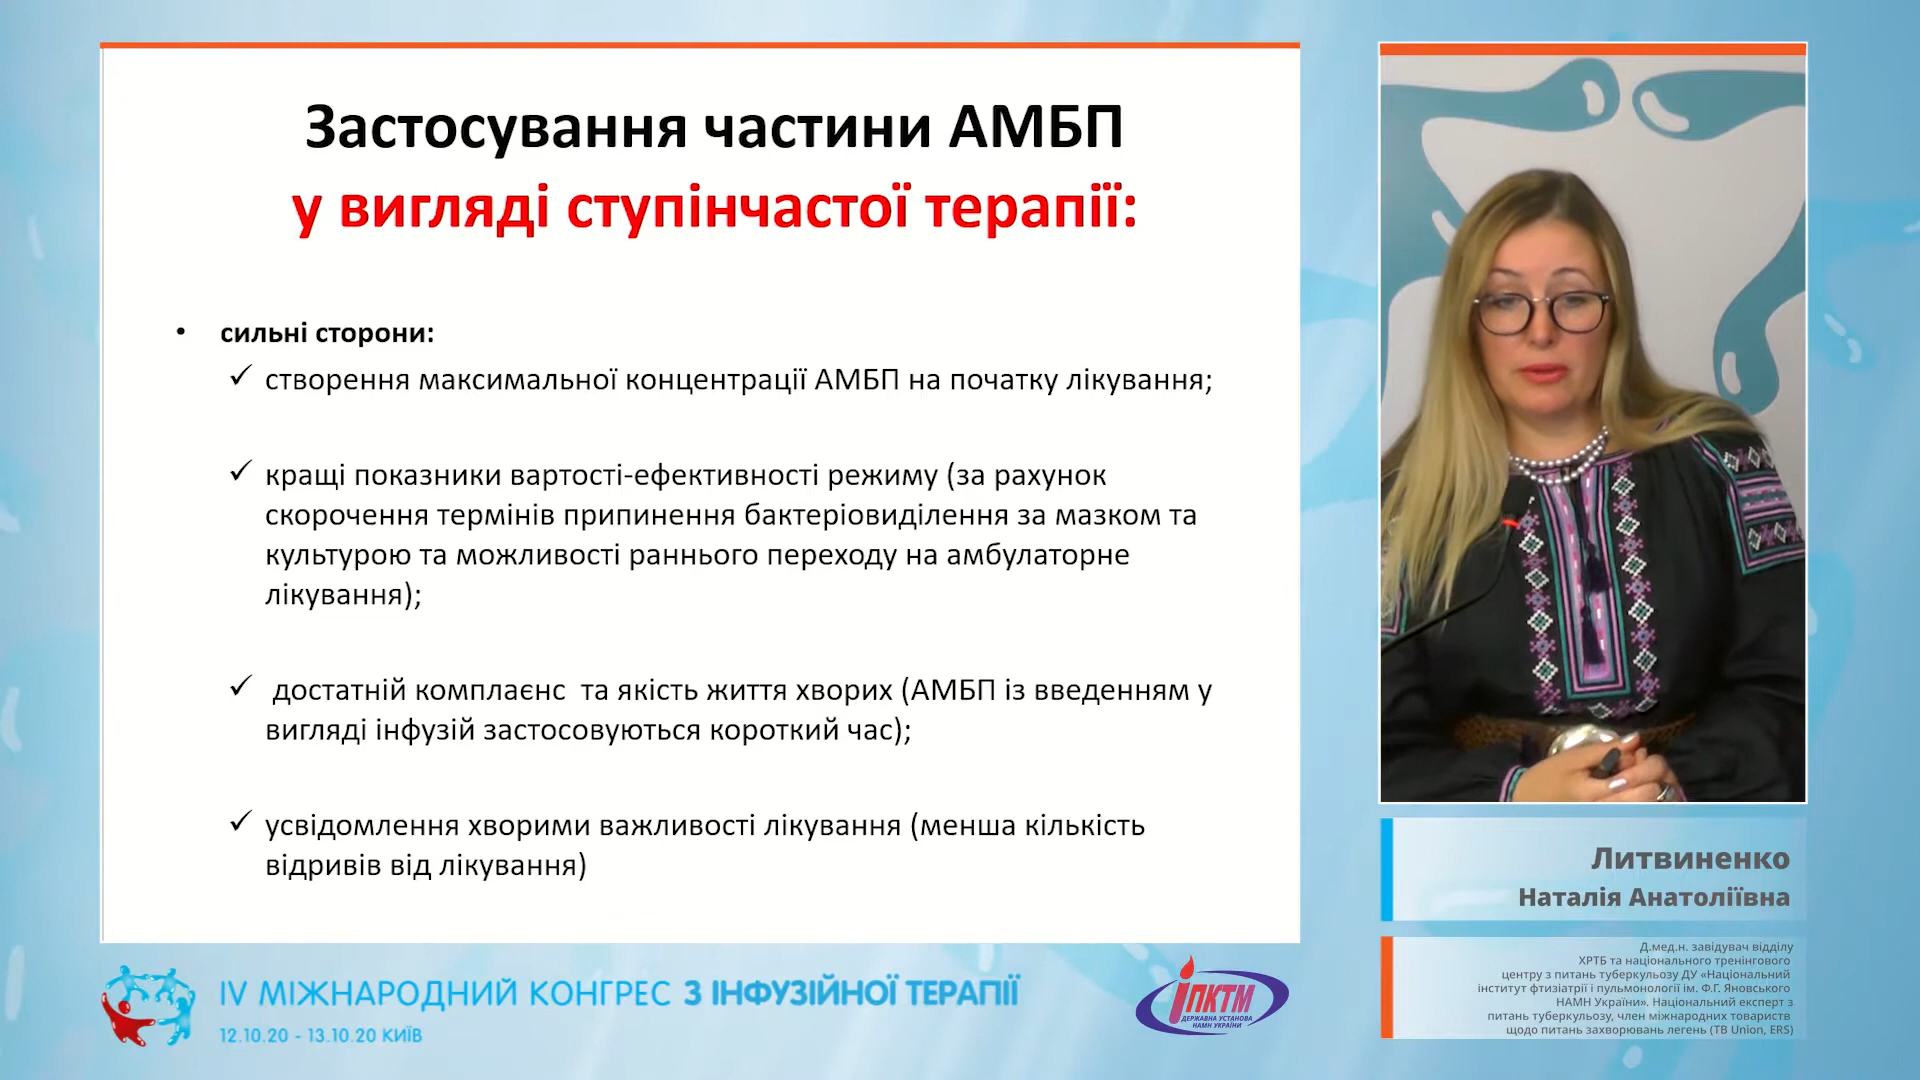 Застосування частини АМБП
у вигляді ступінчастої терапії:
• сильні сторони:
✓ створення максимальної концентрації АМБП на початку лікування;
✓ кращі показники вартості-ефективності режиму (за рахунок
скорочення термінів припинення бактеріовиділення за мазком та
культурою та можливості раннього переходу на амбулаторне
лікування);
✓ достатній комплаєнс та якість життя хворих (АМБП із введенням у
вигляді інфузій застосовуються короткий час);
✓ усвідомлення хворими важливості лікування (менша кількість
відривів від лікування)
Литвиненко
Наталія Анатоліївна
Д.мед.н. завідувач відділу
ХРТБ та національного тренінгового
центру з питань туберкульозу ДУ «Національний
інститут фтизіатрії і пульмонології ім. Ф.Г. Яновського
НАМН України». Національний експерт з
питань туберкульозу, член міжнародних товариств
щодо питань захворювань легень (TB Union, ERS)
IV МІЖНАРОДНИЙ КОНГРЕС З ІНФУЗІЙНОЇ ТЕРАПІЇ
12.10.20 - 13.10.20 КИЇВ
ІПКТМ
ДЕРЖАВНА УСТАНОВА
НАМН УКРАЇНИ